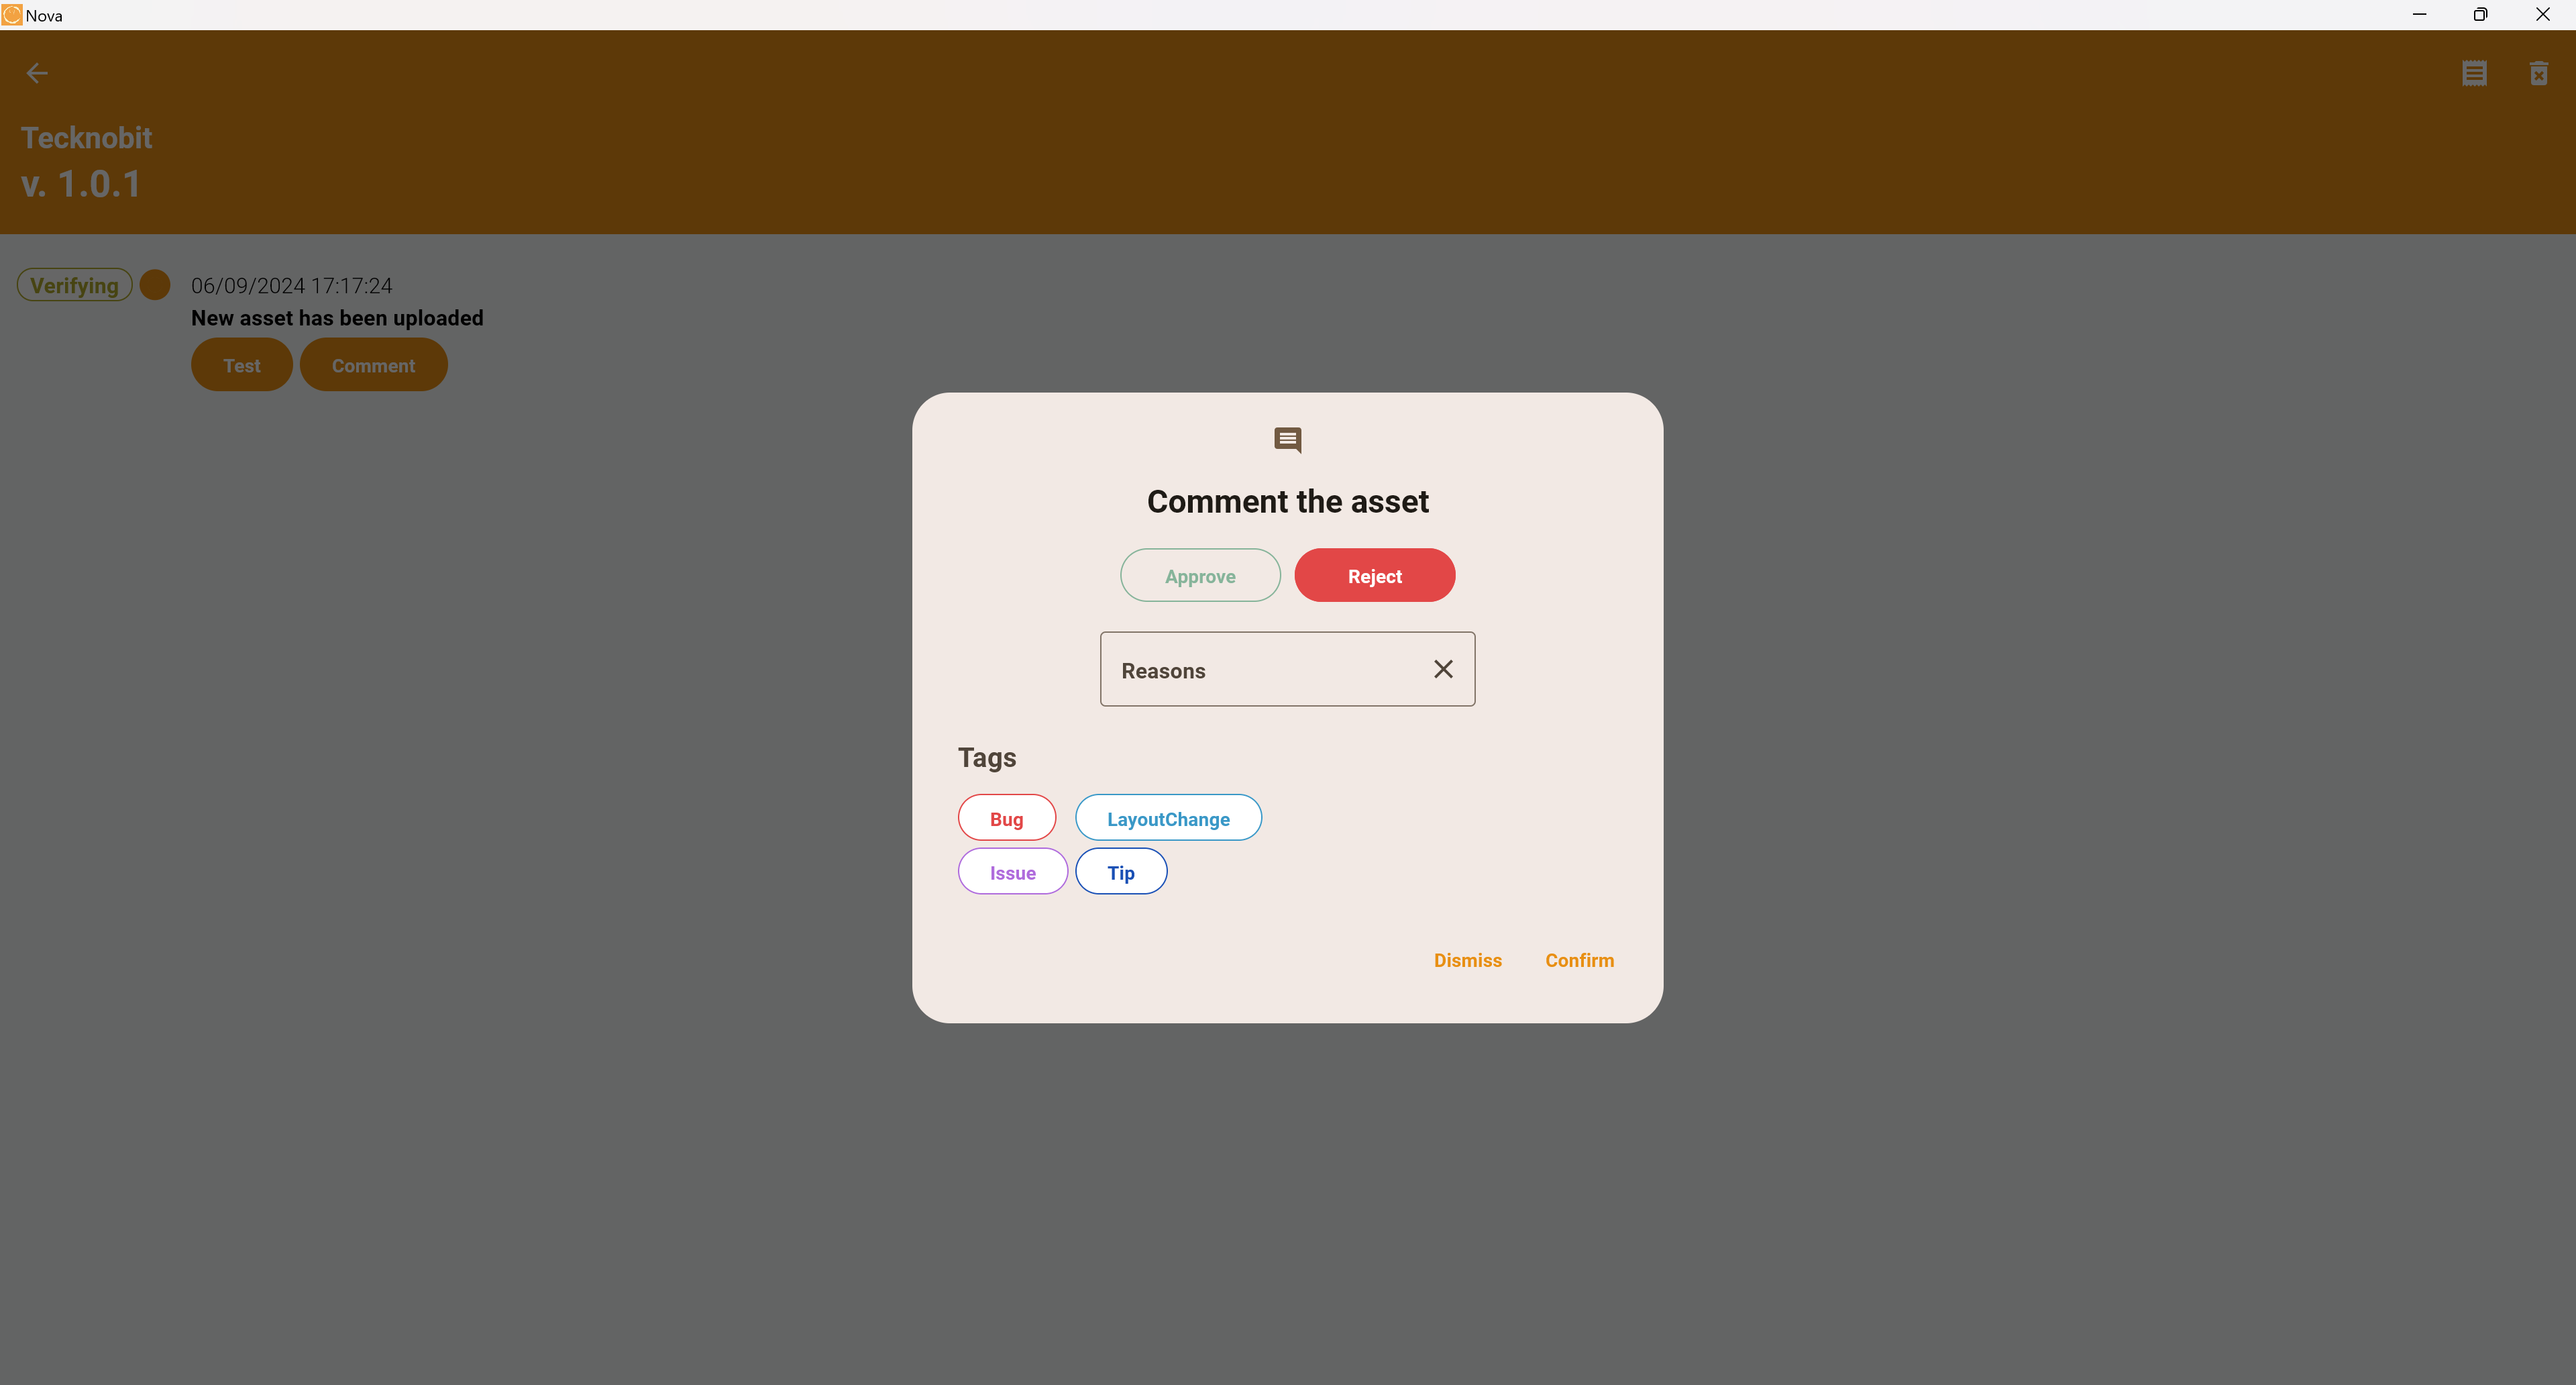 Nova
Tecknobit
v. 1.0.1
Verifying
06/09/2024 17:17:24
New asset has been uploaded
Test Comment
Comment the asset
Approve Reject
Reasons
Tags
Bug LayoutChange
Issue Tip
Dismiss Confirm